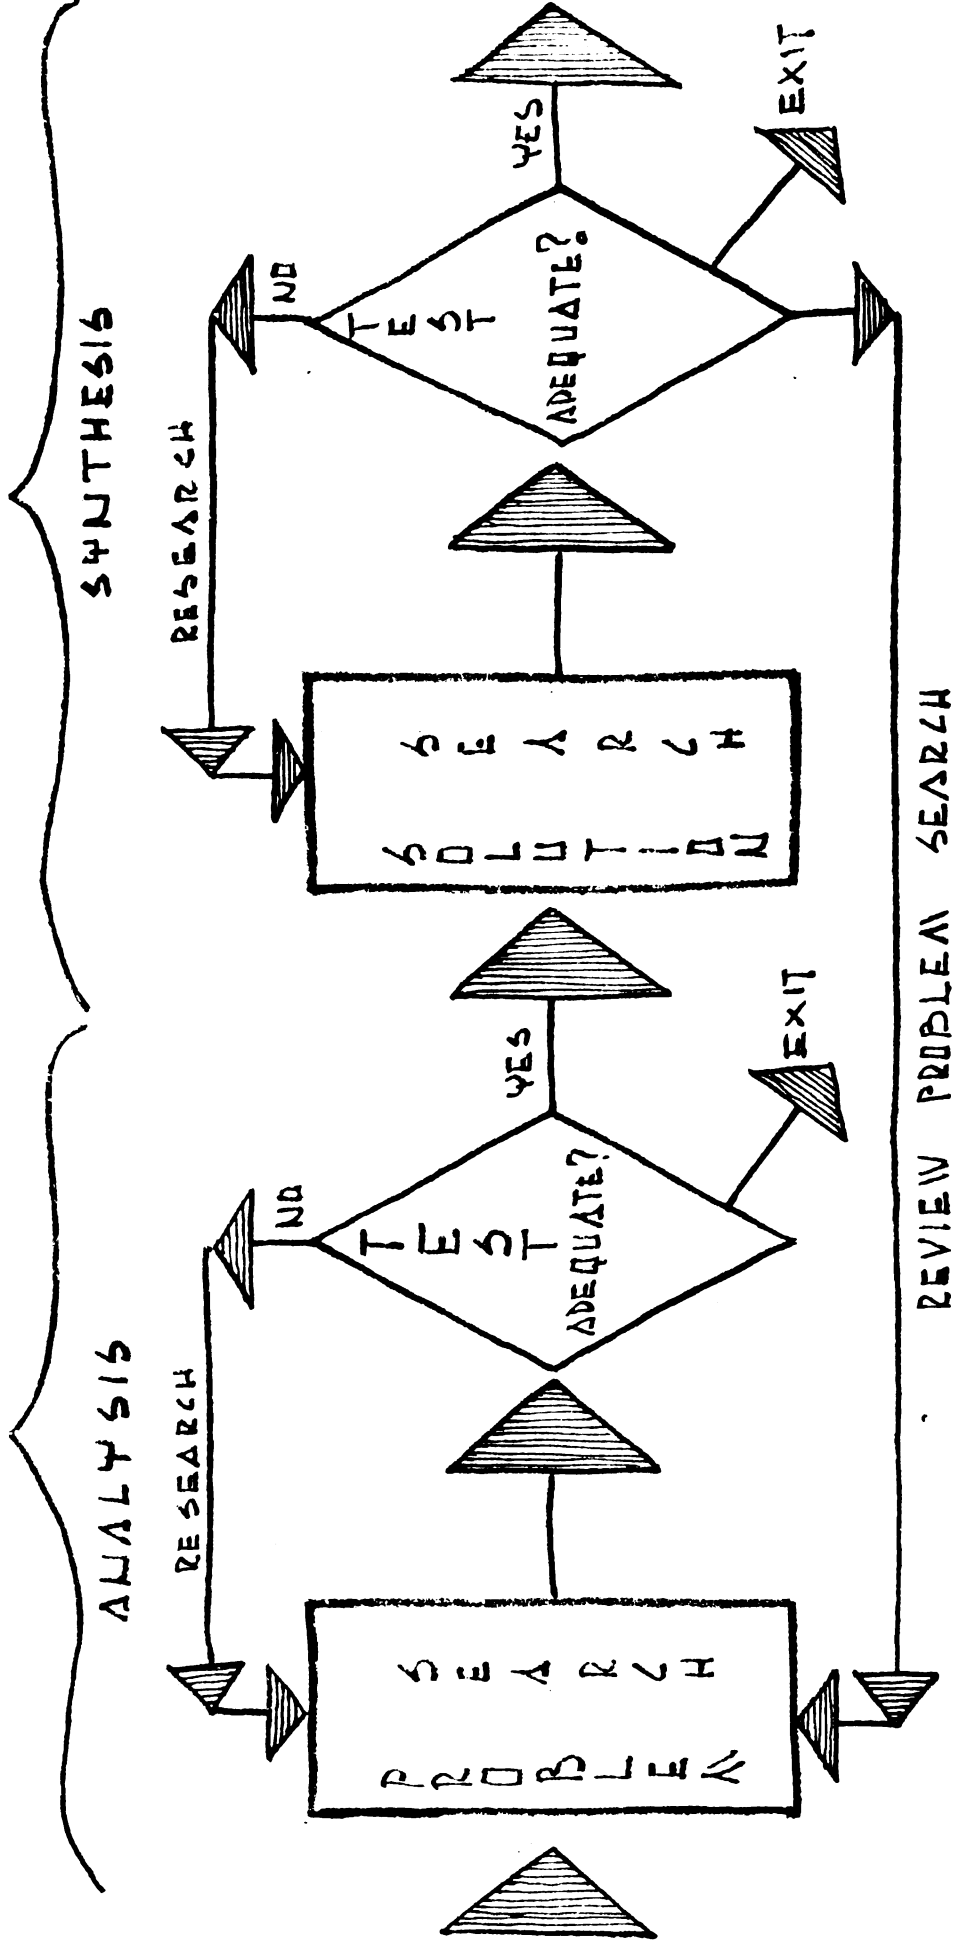 ANALYSIS
SYNTHESIS
RESEARCH
RESEARCH
NO
NO
PROBLEM
SEARCH
TEST
ADEQUATE?
YES
SOLUTION
SEARCH
TEST
ADEQUATE?
YES
EXIT
EXIT
REVIEW PROBLEM SEARCH